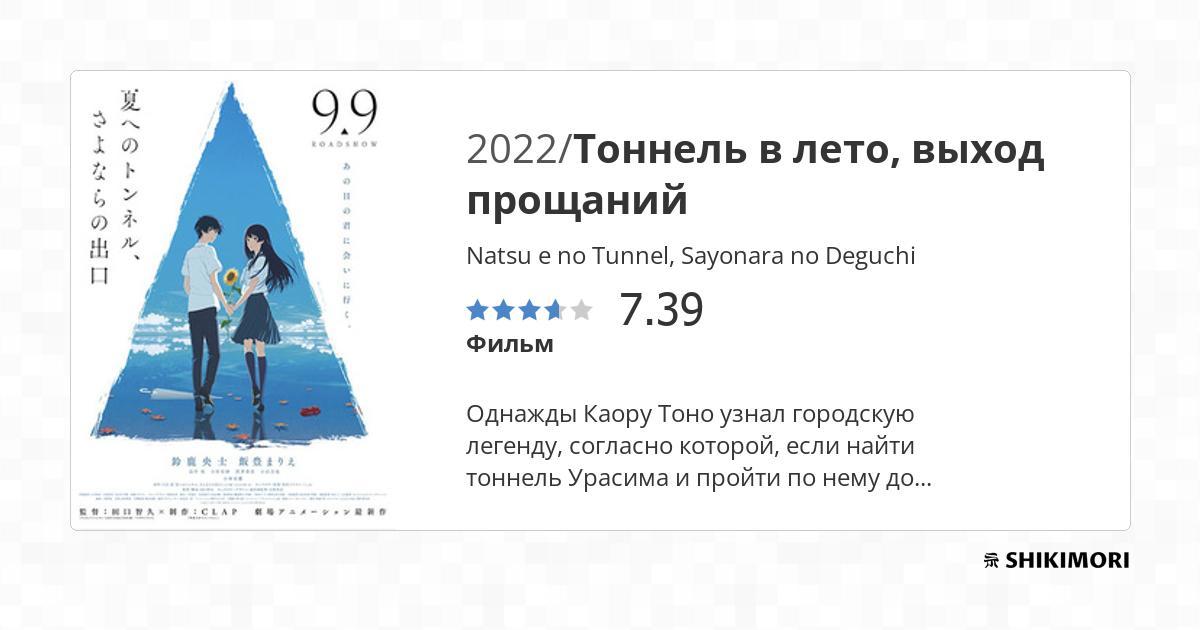 夏へのトンネル、
さよならの出口
9.9
ROADSHOW
あの日の君に会いに行く。
鈴鹿央士 飯豊まりえ
監督：田口智久×制作：CLAP 劇場アニメーション最新作
2022/Тоннель в лето, выход
прощаний
Natsu e no Tunnel, Sayonara no Deguchi
7.39
Фильм
Однажды Каору Тоно узнал городскую
легенду, согласно которой, если найти
тоннель Урасима и пройти по нему до...
SHIKIMORI